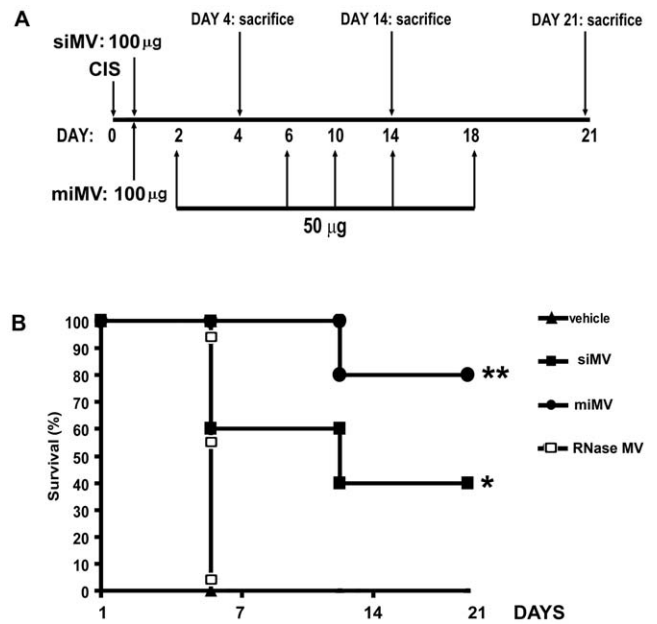 A
DAY 4: sacrifice DAY 14: sacrifice DAY 21: sacrifice
siMV: 100 μg
CIS
DAY: 0 2 4 6 10 14 18 21
miMV: 100 μg
50 μg
B
Survival (%)
100
90
80
70
60
50
40
30
20
10
0
**
*
1 7 14 21 DAYS
vehicle
siMV
miMV
RNase MV